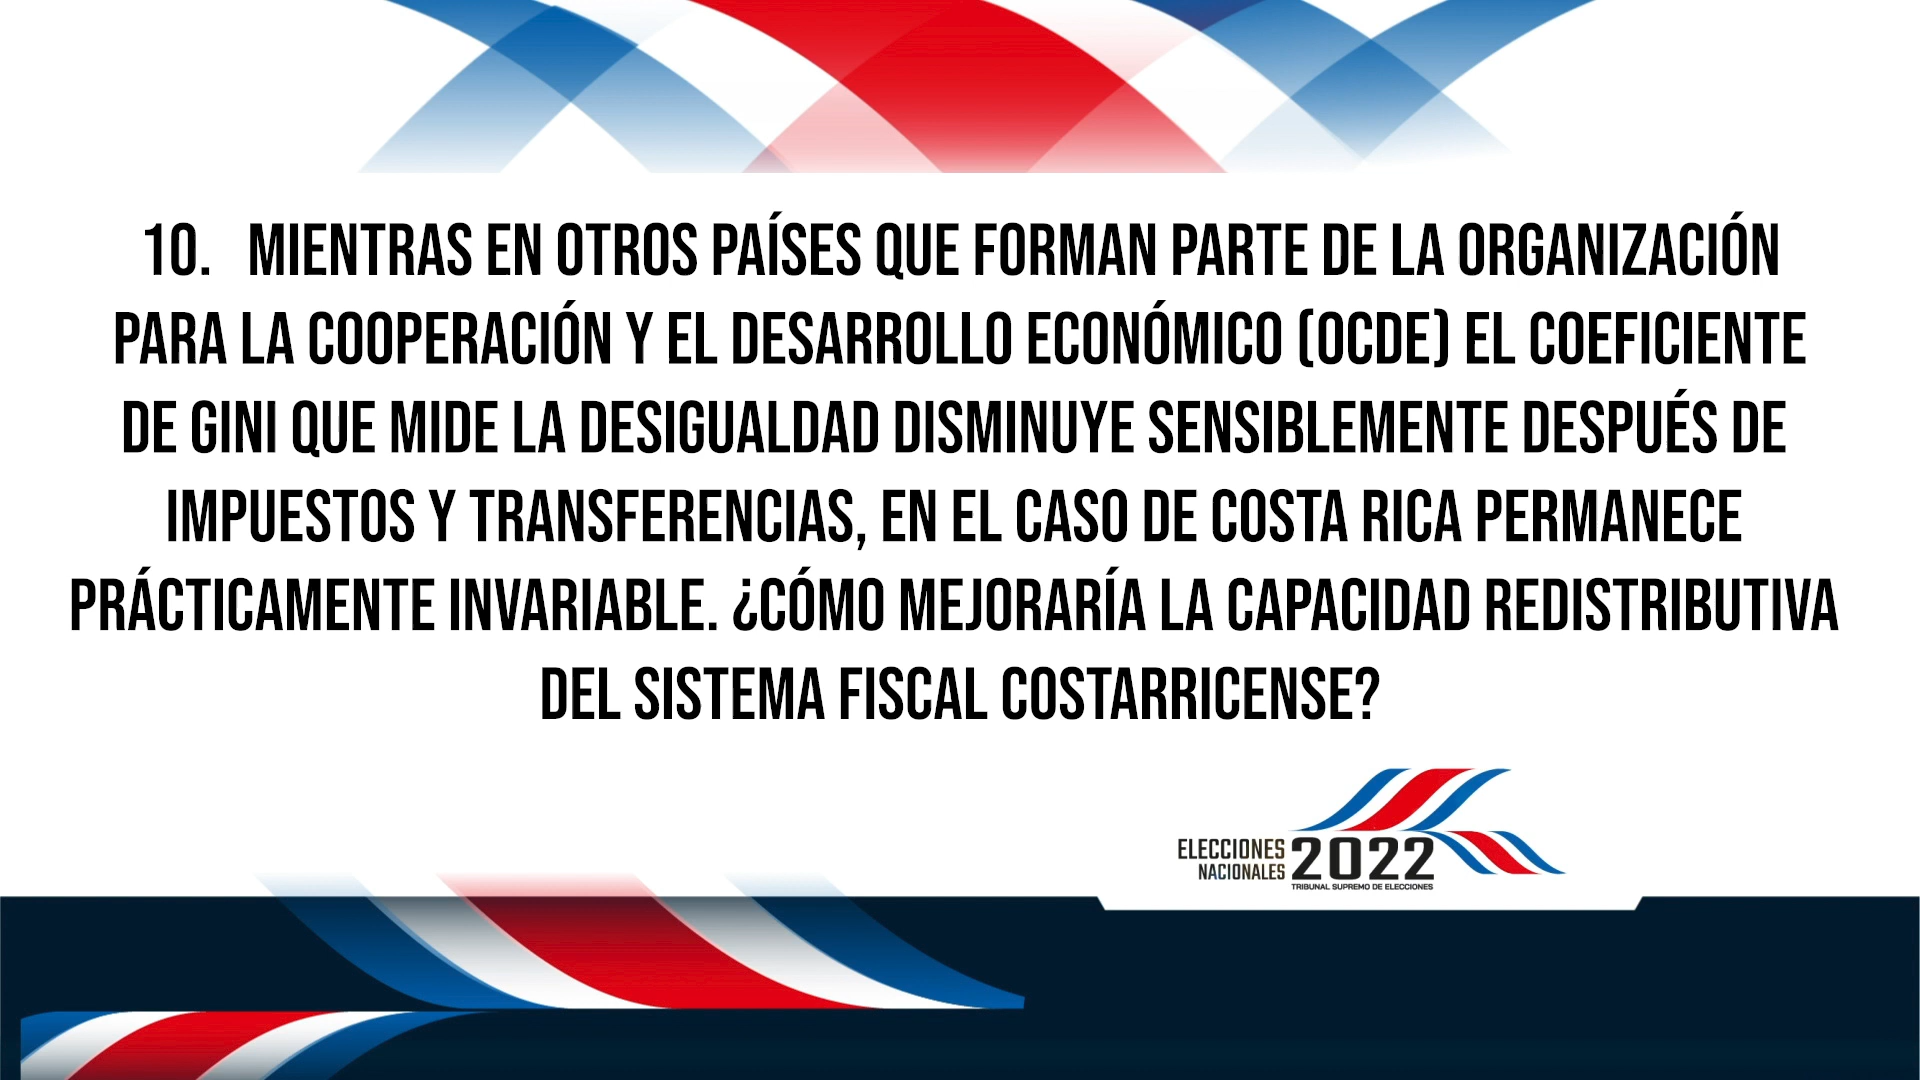 10. MIENTRAS EN OTROS PAÍSES QUE FORMAN PARTE DE LA ORGANIZACIÓN
PARA LA COOPERACIÓN Y EL DESARROLLO ECONÓMICO (OCDE) EL COEFICIENTE
DE GINI QUE MIDE LA DESIGUALDAD DISMINUYE SENSIBLEMENTE DESPUÉS DE
IMPUESTOS Y TRANSFERENCIAS, EN EL CASO DE COSTA RICA PERMANECE
PRÁCTICAMENTE INVARIABLE. ¿CÓMO MEJORARÍA LA CAPACIDAD REDISTRIBUTIVA
DEL SISTEMA FISCAL COSTARRICENSE?
ELECCIONES
NACIONALES
2022
TRIBUNAL SUPREMO DE ELECCIONES